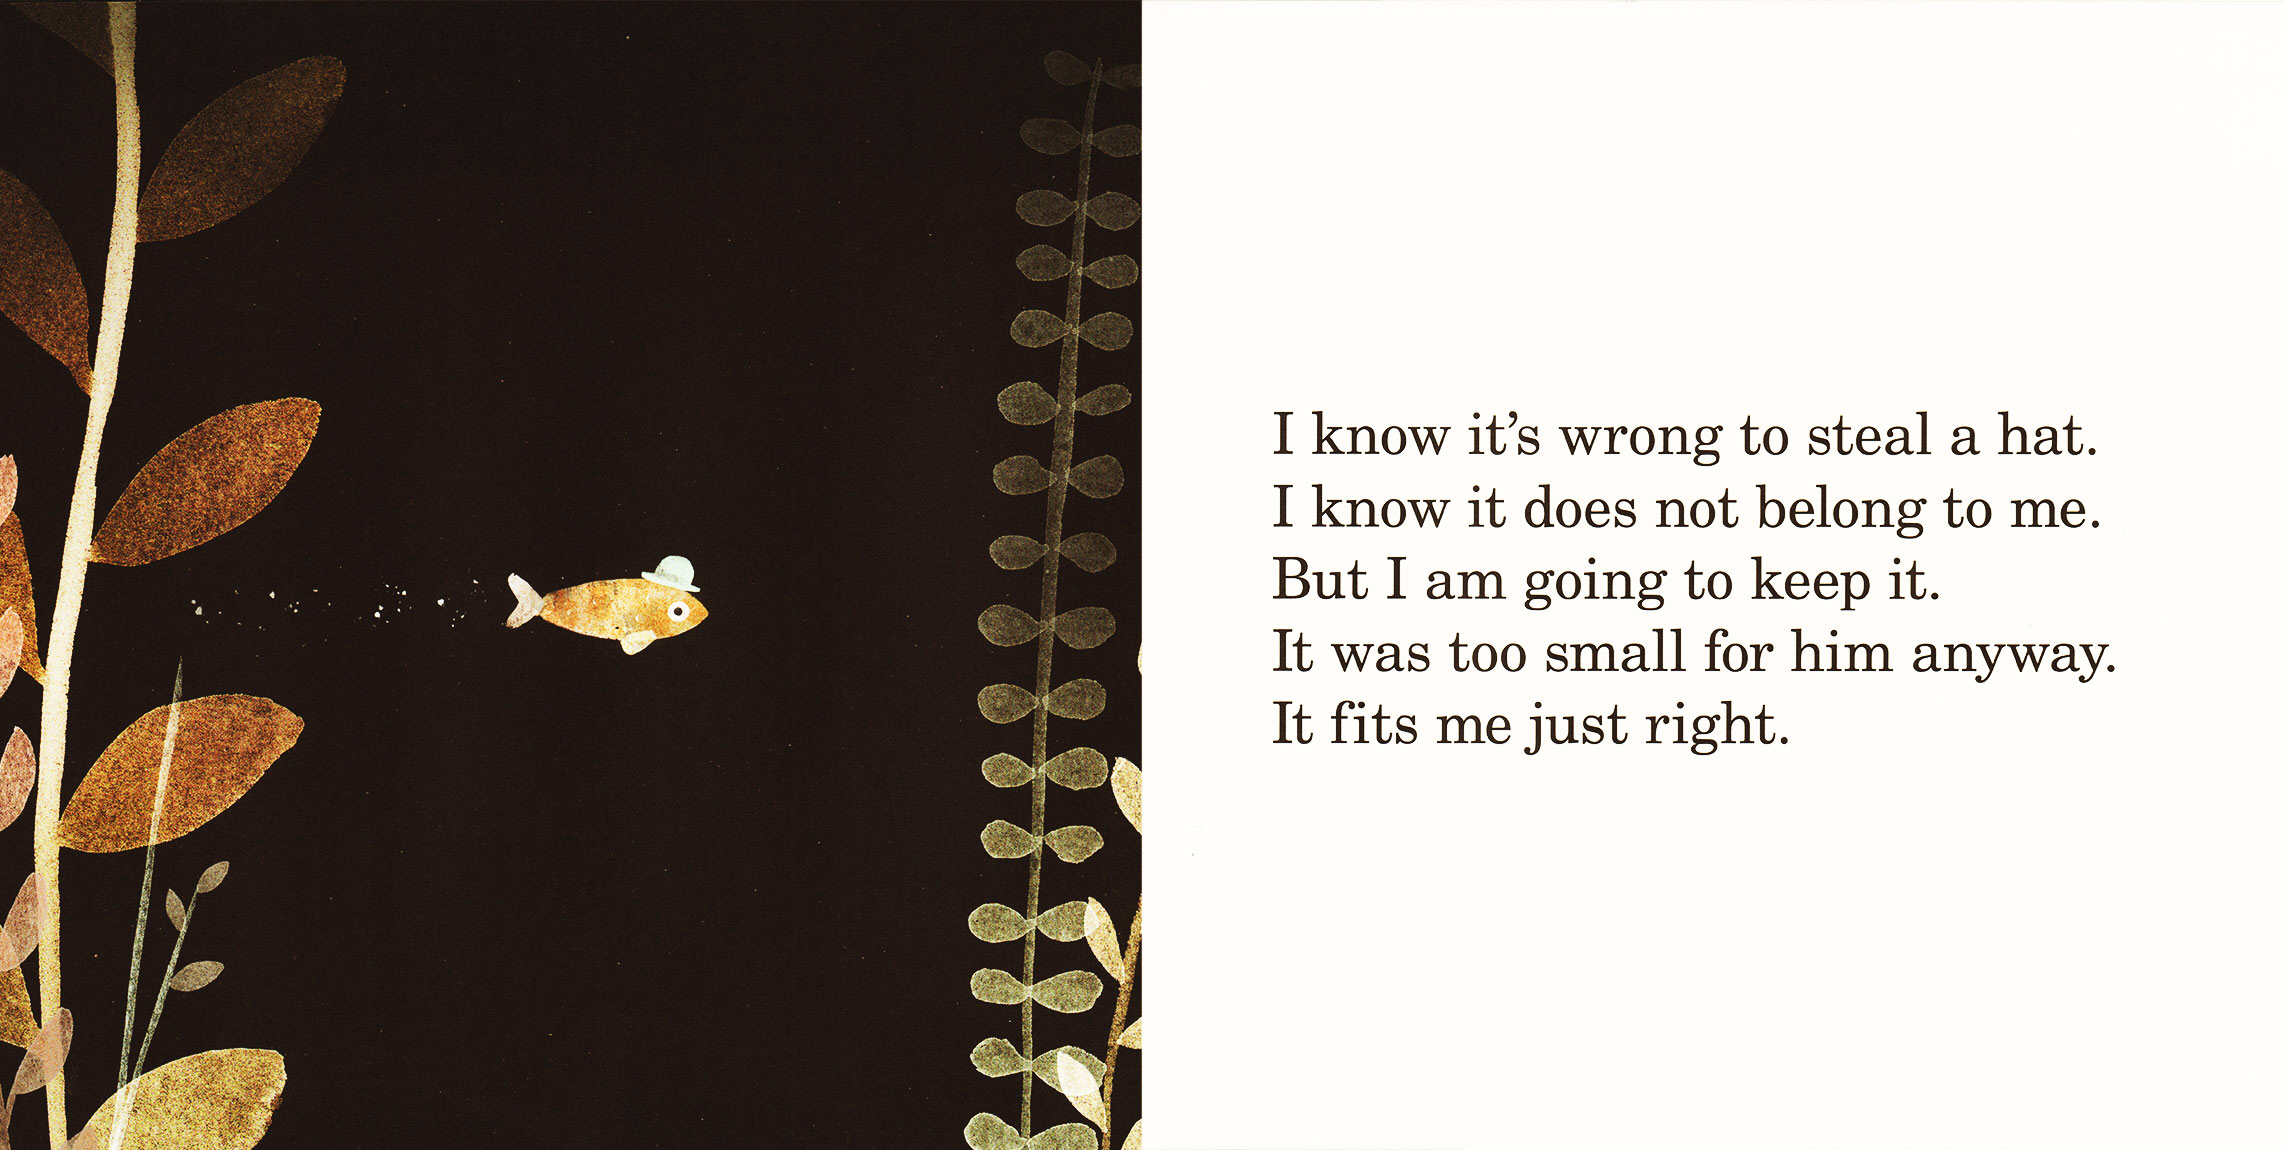 I know it’s wrong to steal a hat.
I know it does not belong to me.
But I am going to keep it.
It was too small for him anyway.
It fits me just right.